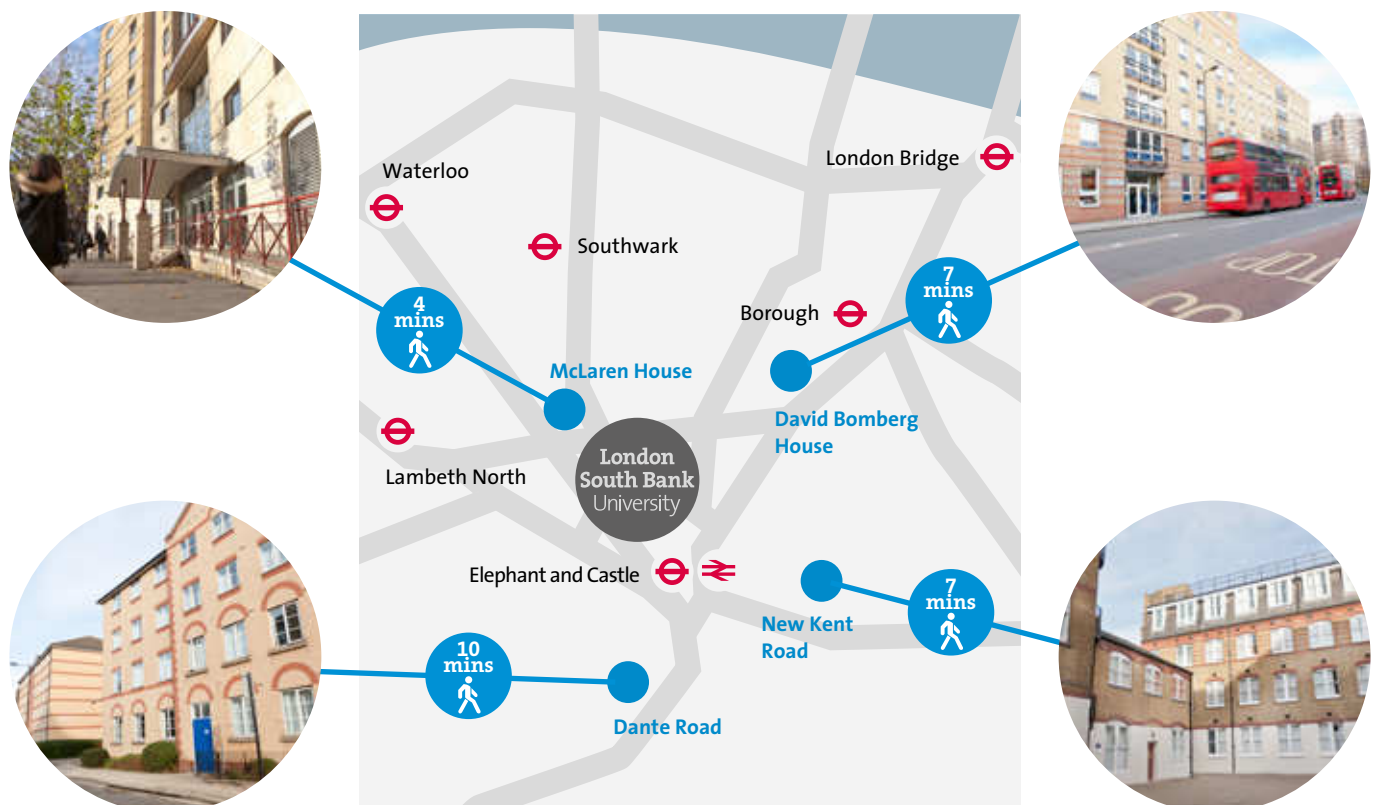 Waterloo
London Bridge
Southwark
7
mins
4
mins
Borough
McLaren House
David Bomberg
House
London
South Bank
University
Lambeth North
Elephant and Castle
7
mins
New Kent
Road
10
mins
Dante Road